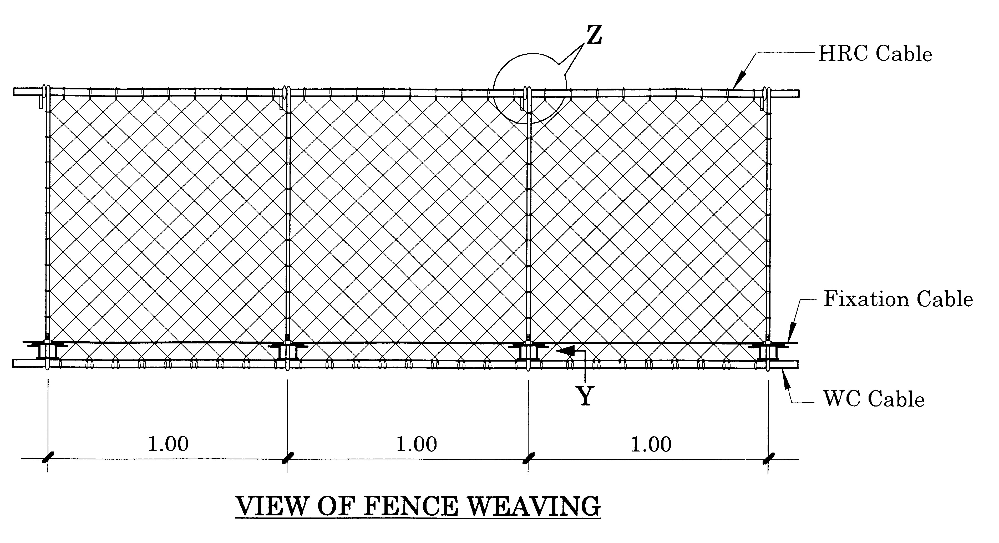 Z
HRC Cable
Fixation Cable
WC Cable
Y
1.00 1.00 1.00
VIEW OF FENCE WEAVING